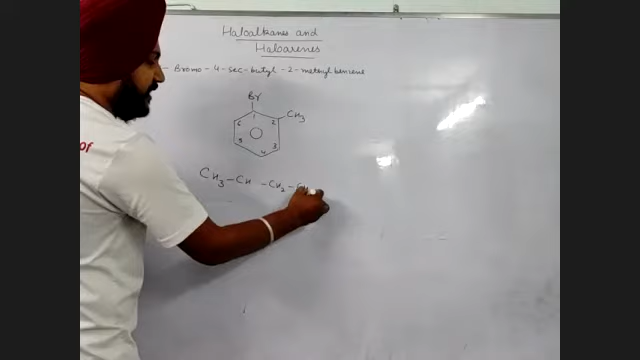 Haloalkanes and
Haloarenes
- Bromo - 4 - sec-butyl - 2 - methyl benzene
Br
1
6 2 CH3
5 3
4
CH3 - CH - CH2 -
of